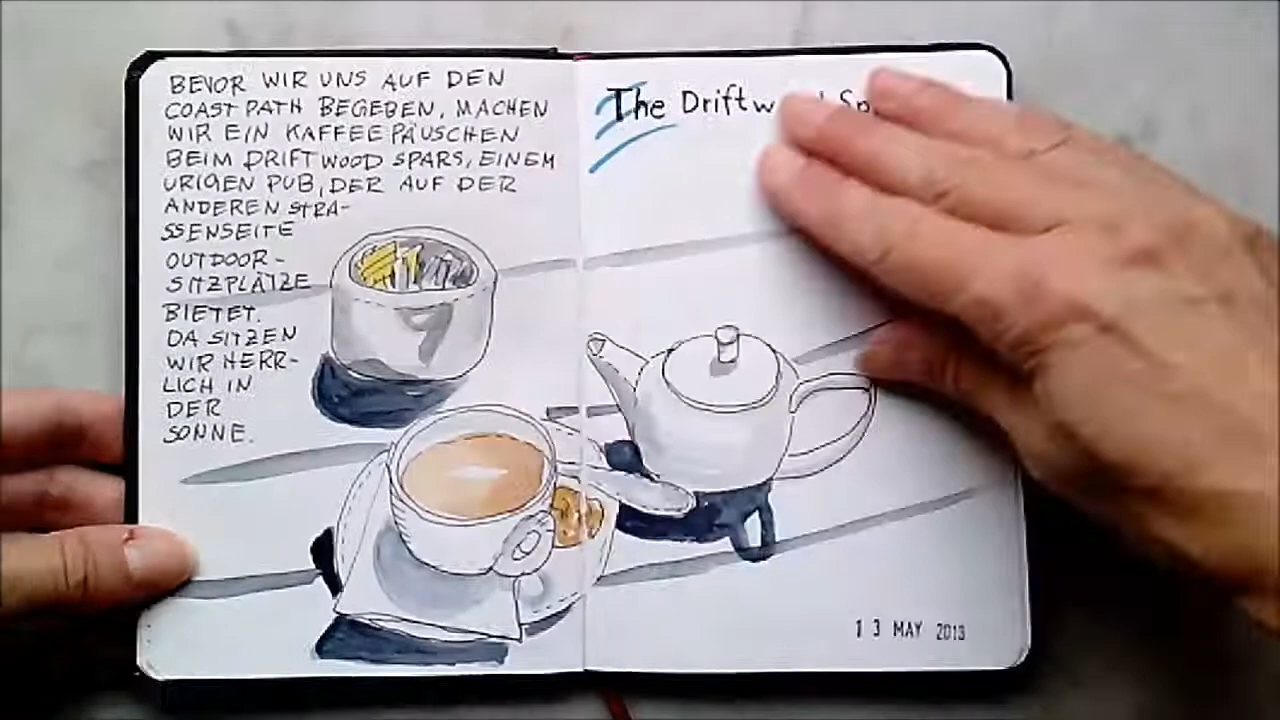 BEVOR WIR UNS AUF DEN
COAST PATH BEGEBEN, MACHEN
WIR EIN KAFFEEPÄUSCHEN
BEIM DRIFTWOOD SPARS, EINEM
URIGEN PUB, DER AUF DER
ANDEREN STRA-
SSENSEITE
OUTDOOR-
SITZPLÄTZE
BIETET.
DA SITZEN
WIR HERR-
LICH IN
DER
SONNE.
The
13 MAY 2013